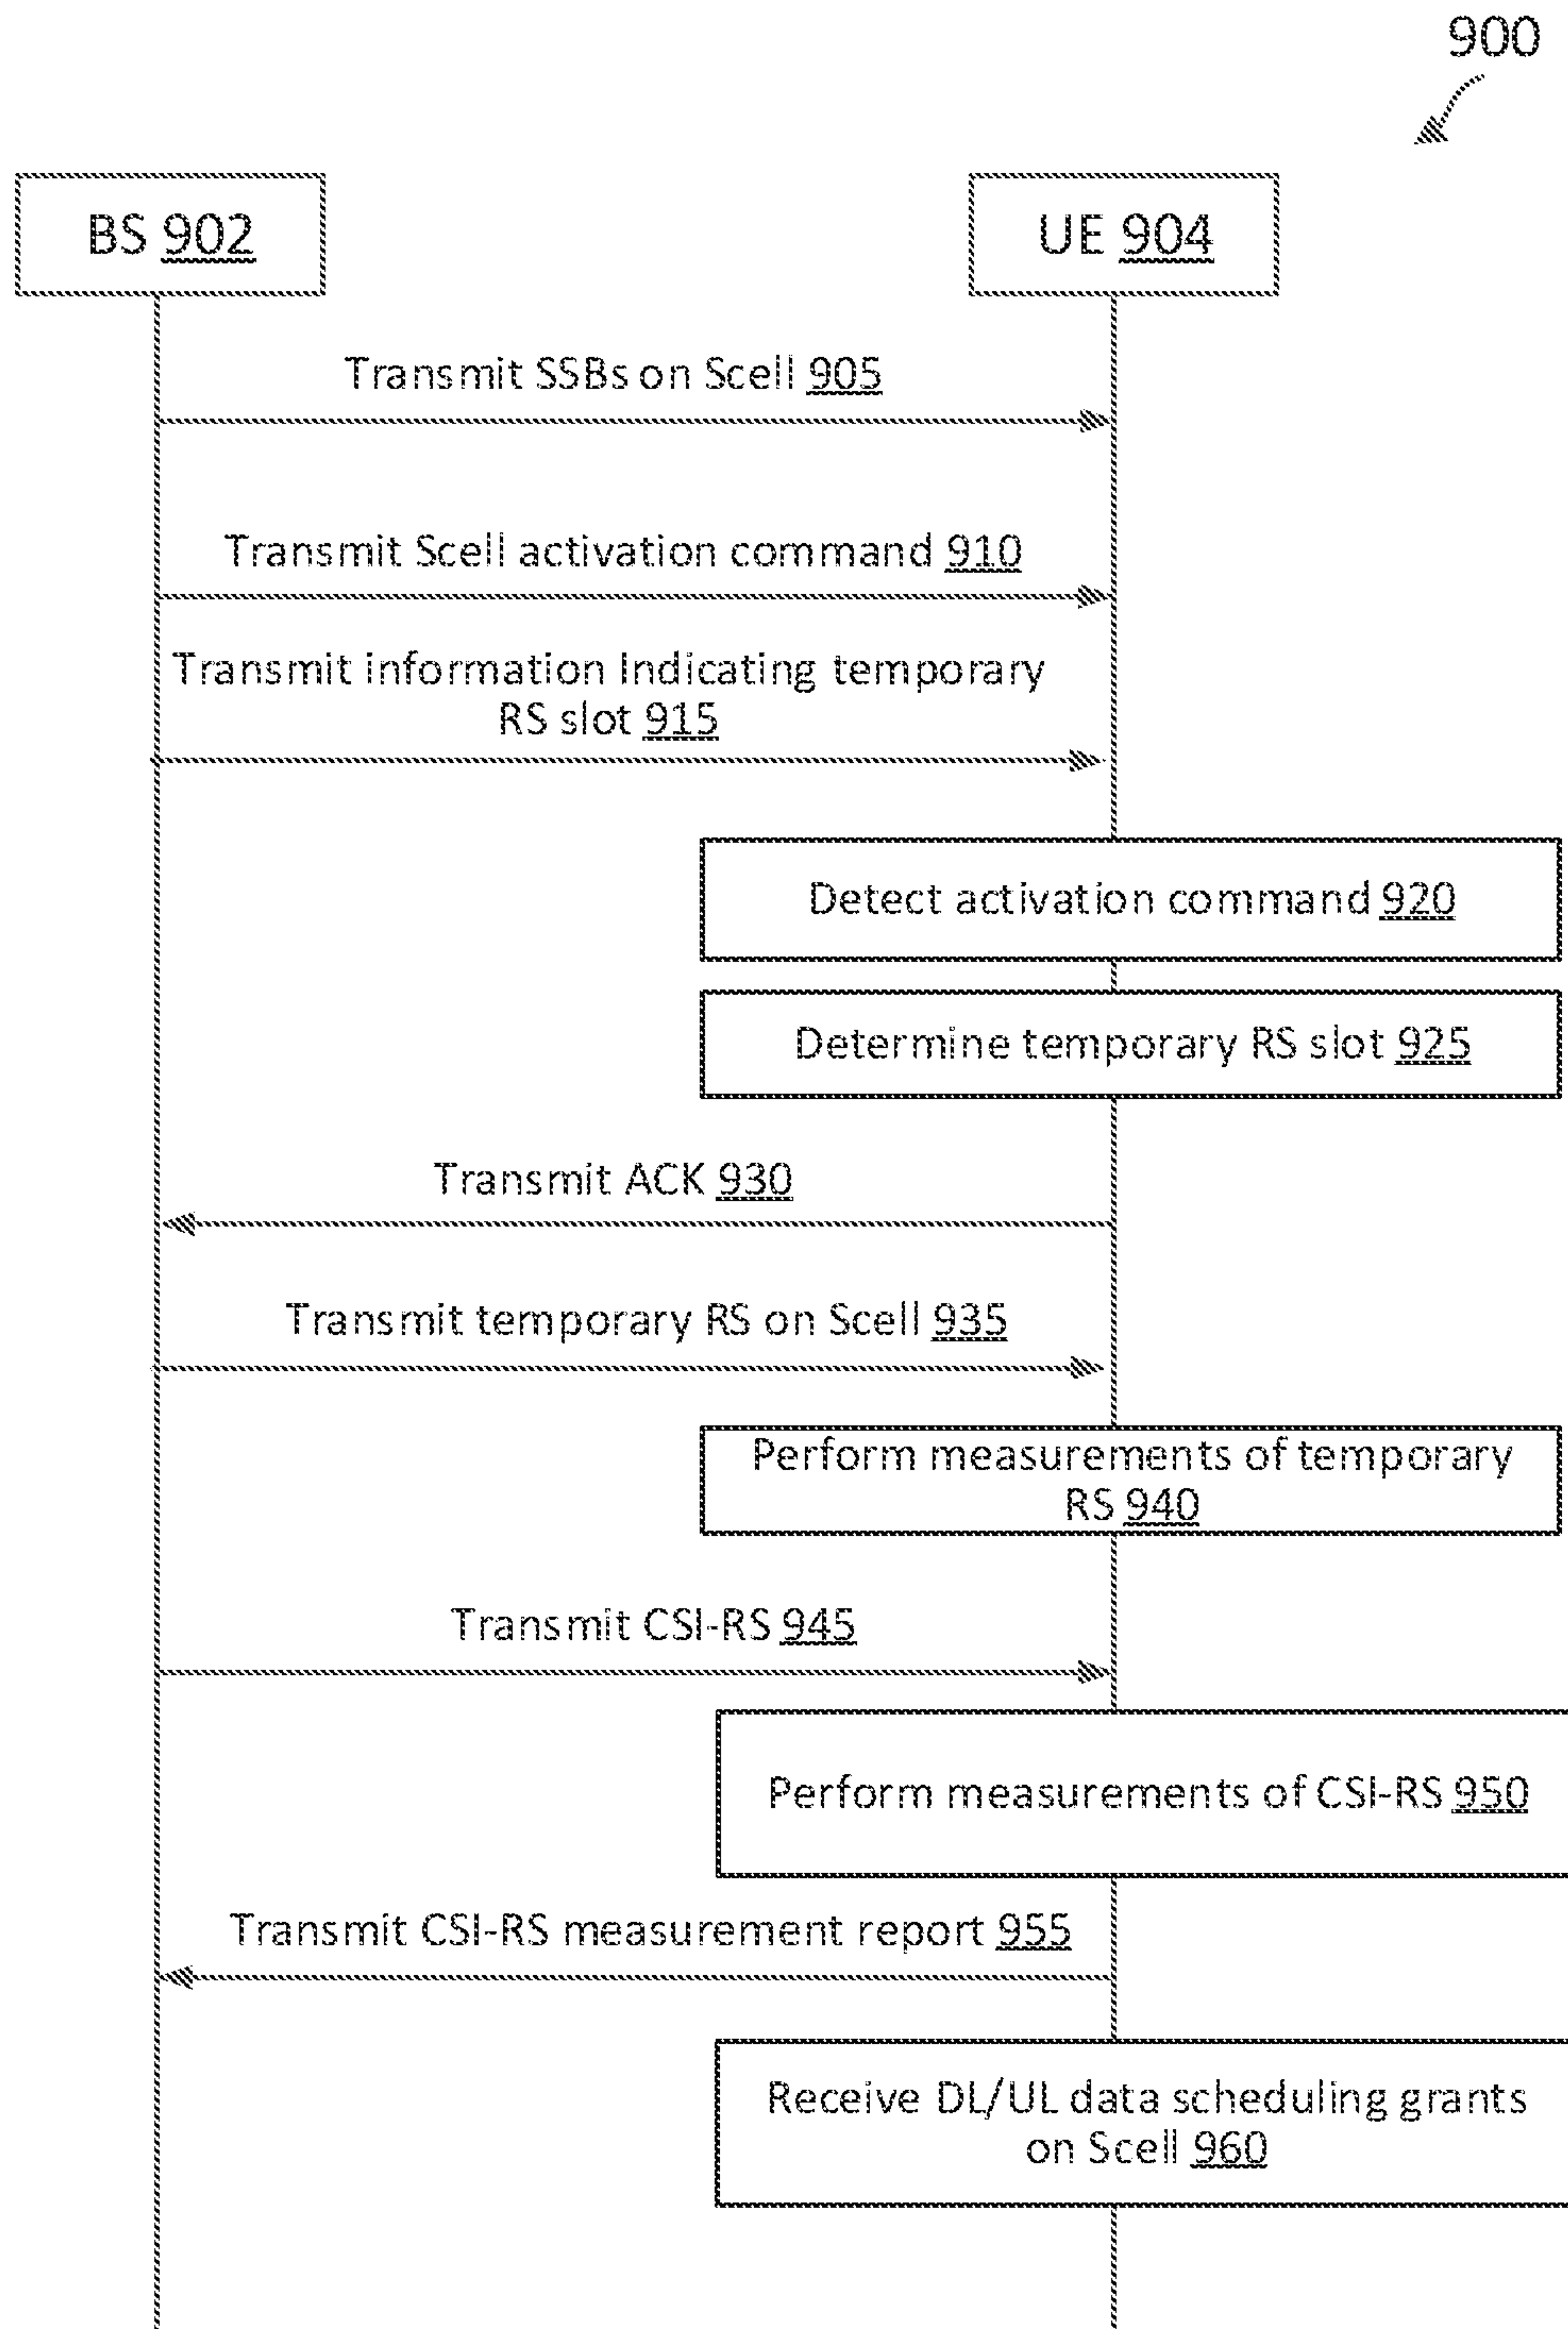 900
BS 902
UE 904
Transmit SSBs on Scell 905
Transmit Scell activation command 910
Transmit information Indicating temporary
RS slot 915
Detect activation command 920
Determine temporary RS slot 925
Transmit ACK 930
Transmit temporary RS on Scell 935
Perform measurements of temporary
RS 940
Transmit CSI-RS 945
Perform measurements of CSI-RS 950
Transmit CSI-RS measurement report 955
Receive DL/UL data scheduling grants
on Scell 960